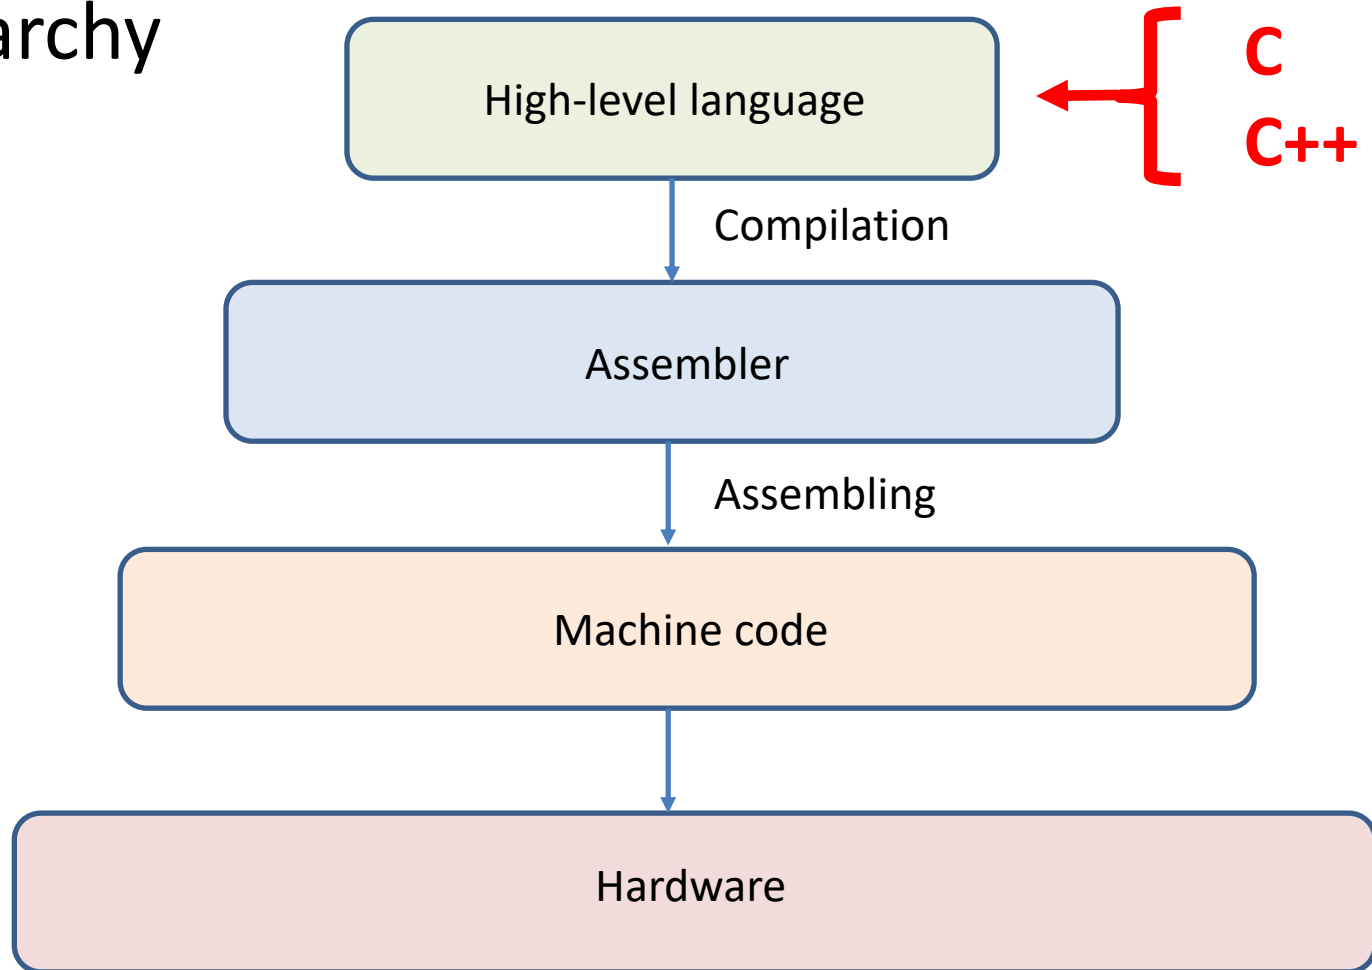 archy
High-level language
C
C++
Compilation
Assembler
Assembling
Machine code
Hardware